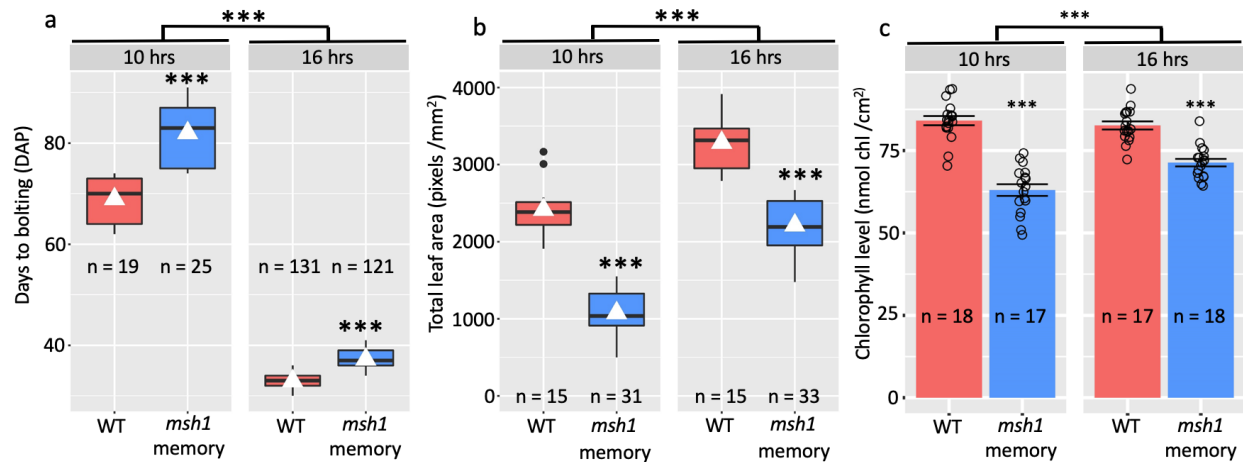 a
***
10 hrs
16 hrs
***
***
Days to bolting (DAP)
80
60
40
n = 19
n = 25
n = 131
n = 121
WT
msh1
memory
WT
msh1
memory
b
***
10 hrs
16 hrs
***
***
Total leaf area (pixels /mm²)
4000
3000
2000
1000
0
n = 15
n = 31
n = 15
n = 33
WT
msh1
memory
WT
msh1
memory
c
***
10 hrs
16 hrs
***
***
Chlorophyll level (nmol chl /cm²)
75
50
25
0
n = 18
n = 17
n = 17
n = 18
WT
msh1
memory
WT
msh1
memory